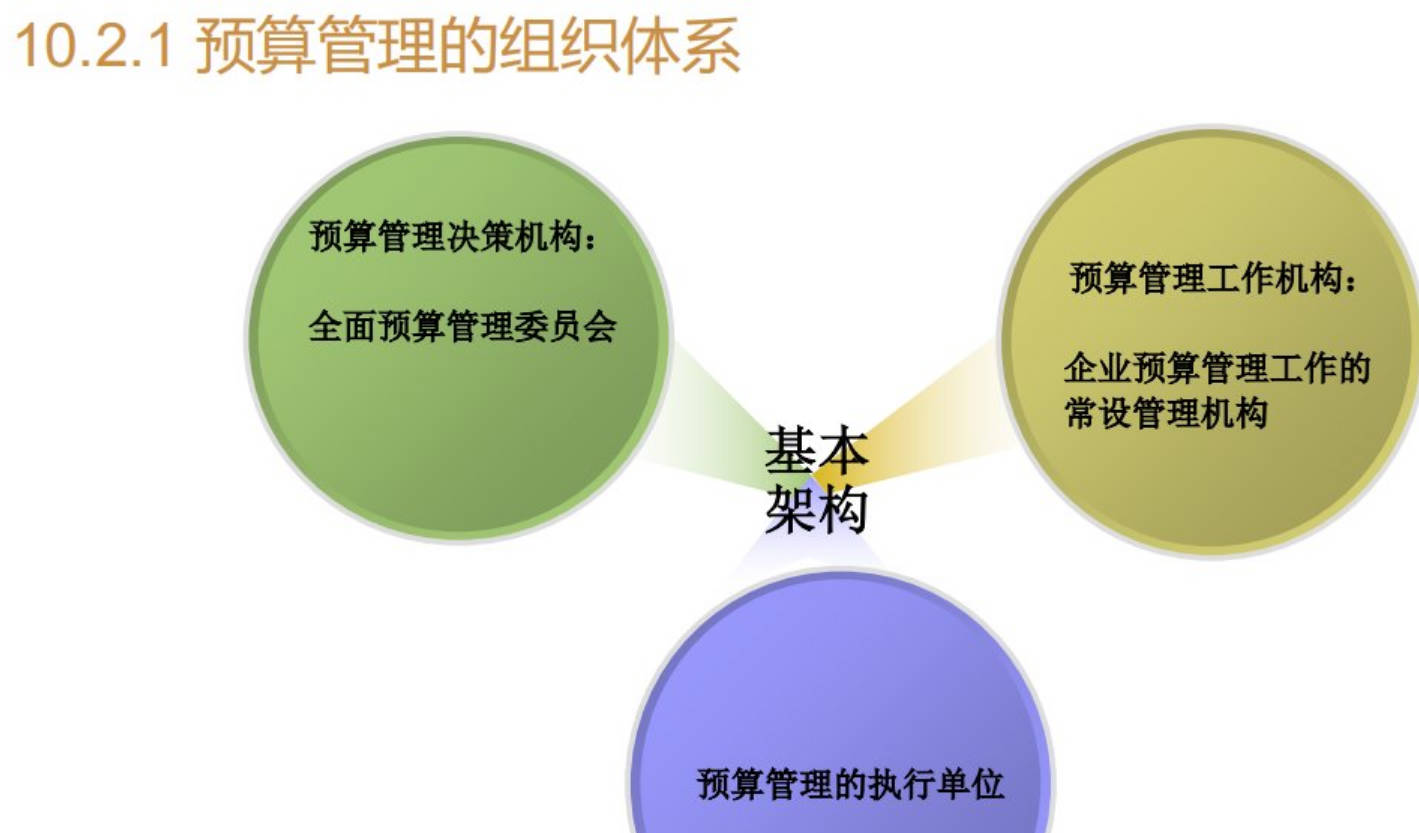 10.2.1 预算管理的组织体系
预算管理决策机构：
全面预算管理委员会
预算管理工作机构：
企业预算管理工作的
常设管理机构
基本
架构
预算管理的执行单位